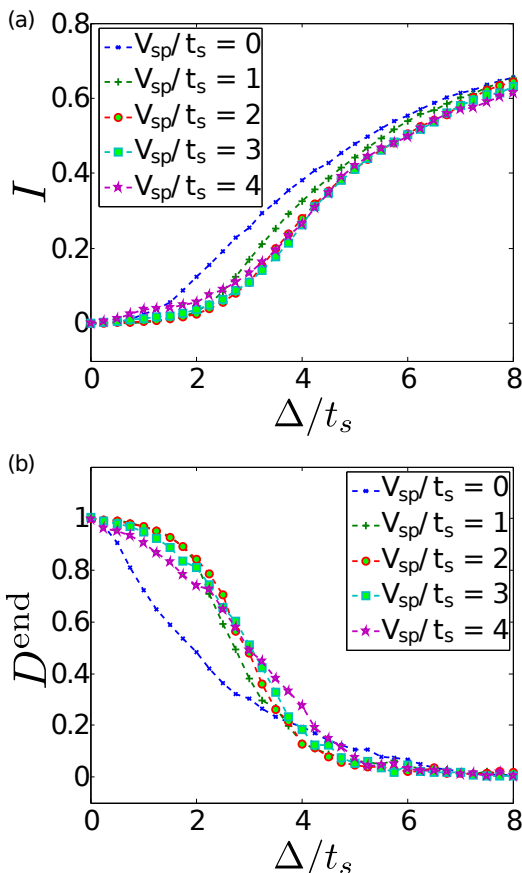 (a)
0.8
0.6
0.4
0.2
0
I
V_sp/t_s = 0
V_sp/t_s = 1
V_sp/t_s = 2
V_sp/t_s = 3
V_sp/t_s = 4
0 2 4 6 8
Δ/t_s
(b)
1
0.8
0.6
0.4
0.2
0
D^end
V_sp/t_s = 0
V_sp/t_s = 1
V_sp/t_s = 2
V_sp/t_s = 3
V_sp/t_s = 4
0 2 4 6 8
Δ/t_s